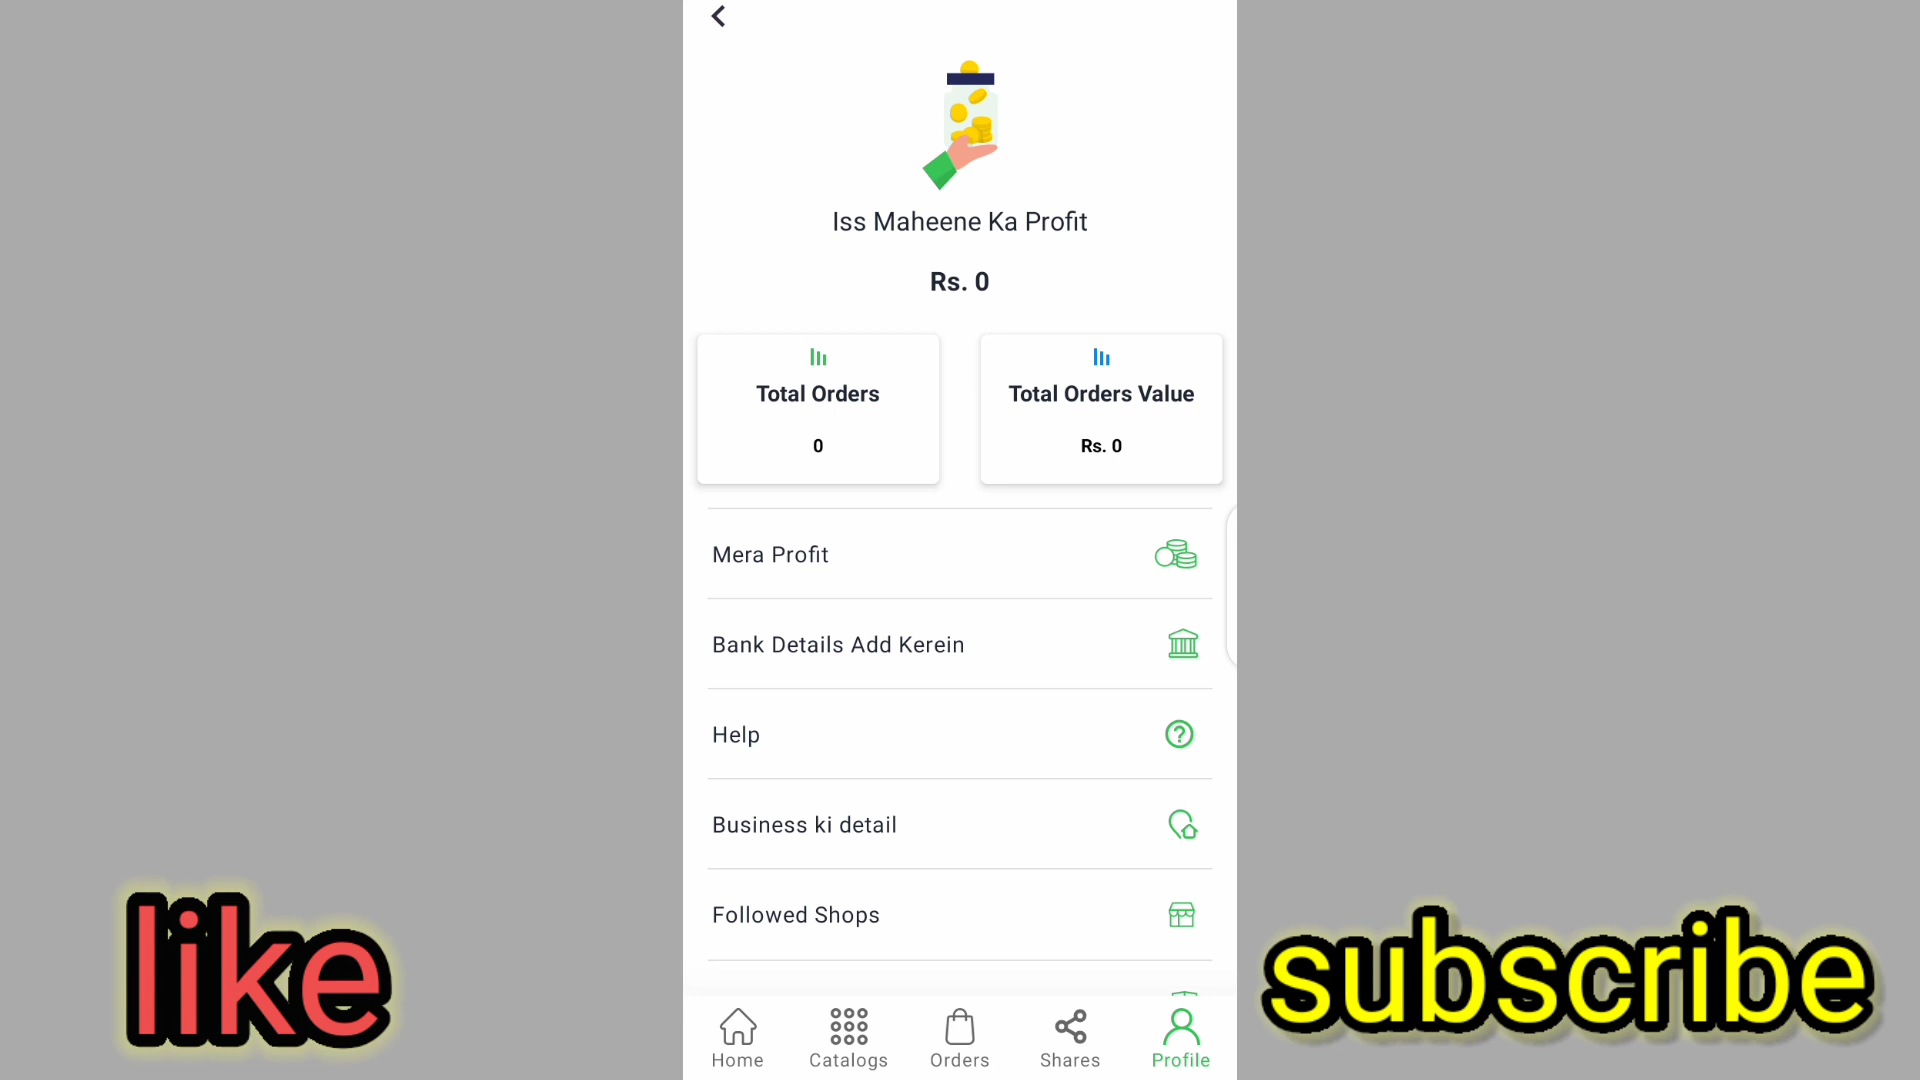 Iss Maheene Ka Profit
Rs. 0
Total Orders
0
Total Orders Value
Rs. 0
Mera Profit
Bank Details Add Kerein
Help
Business ki detail
Followed Shops
Home
Catalogs
Orders
Shares
Profile
like
subscribe